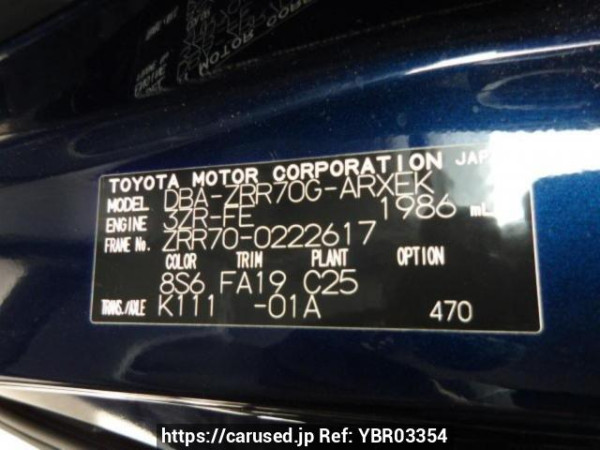 TOYOTA MOTOR CORPORATION JAP
MODEL DBA-ZRR70G-ARXEK
ENGINE 3ZR-FE 1986 mL
FRAME No. ZRR70-0222617
COLOR TRIM PLANT OPTION
8S6 FA19 C25
TRANS./AXLE K111 -01A 470
https://carused.jp Ref: YBR03354